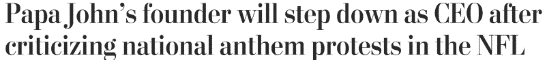 Papa John’s founder will step down as CEO after
criticizing national anthem protests in the NFL